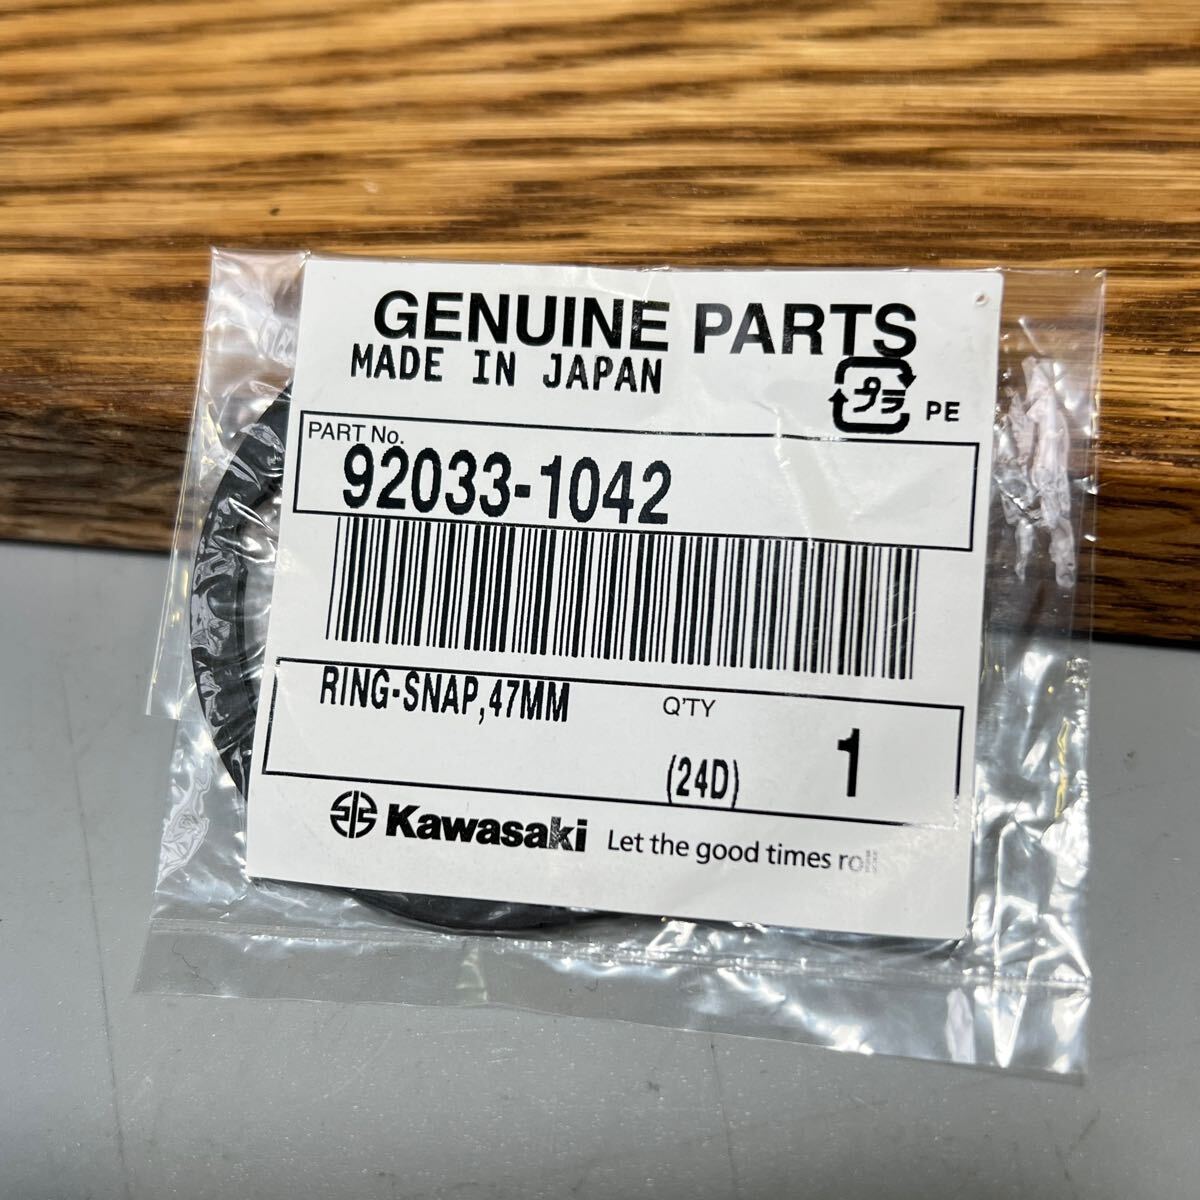 GENUINE PARTS
MADE IN JAPAN
プラ PE
PART No.
92033-1042
RING-SNAP,47MM
Q'TY
(24D) 1
Kawasaki Let the good times roll